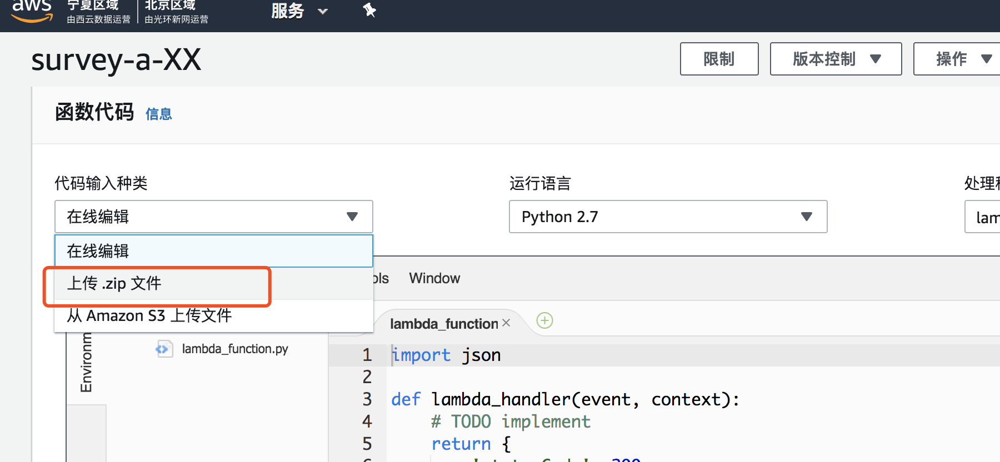 aws 宁夏区域 北京区域 服务
由西云数据运营 由光环新网运营
survey-a-XX
限制 版本控制 操作
函数代码 信息
代码输入种类 运行语言 处理
在线编辑 Python 2.7 lam
在线编辑
上传 .zip 文件
ols Window
从 Amazon S3 上传文件
lambda_function
Environm
lambda_function.py
1 import json
2
3 def lambda_handler(event, context):
4 # TODO implement
5 return {